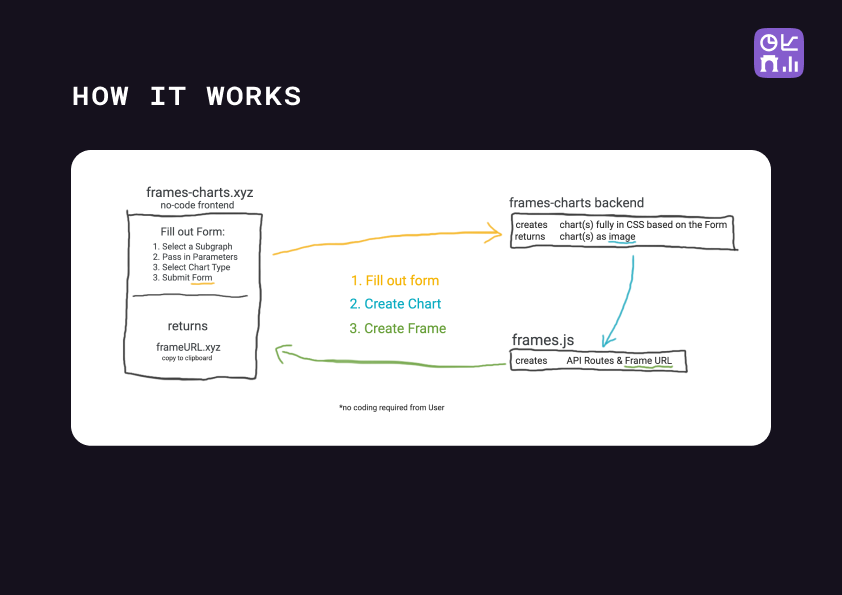 HOW IT WORKS
frames-charts.xyz
no-code frontend
Fill out Form:
1. Select a Subgraph
2. Pass in Parameters
3. Select Chart Type
3. Submit Form
returns
frameURL.xyz
copy to clipboard
1. Fill out form
2. Create Chart
3. Create Frame
*no coding required from User
frames-charts backend
creates chart(s) fully in CSS based on the Form
returns chart(s) as image
frames.js
creates API Routes & Frame URL